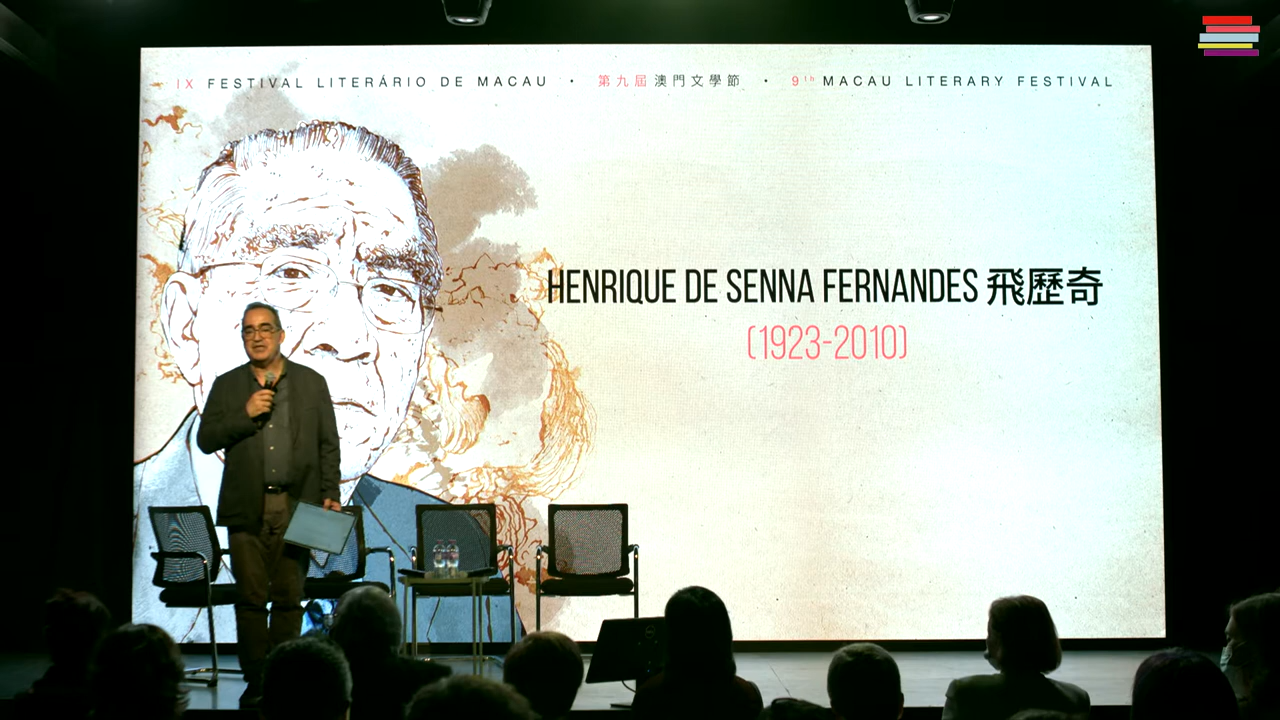 IX FESTIVAL LITERÁRIO DE MACAU • 第九屆澳門文學節 • 9th MACAU LITERARY FESTIVAL
HENRIQUE DE SENNA FERNANDES 飛歷奇
(1923-2010)